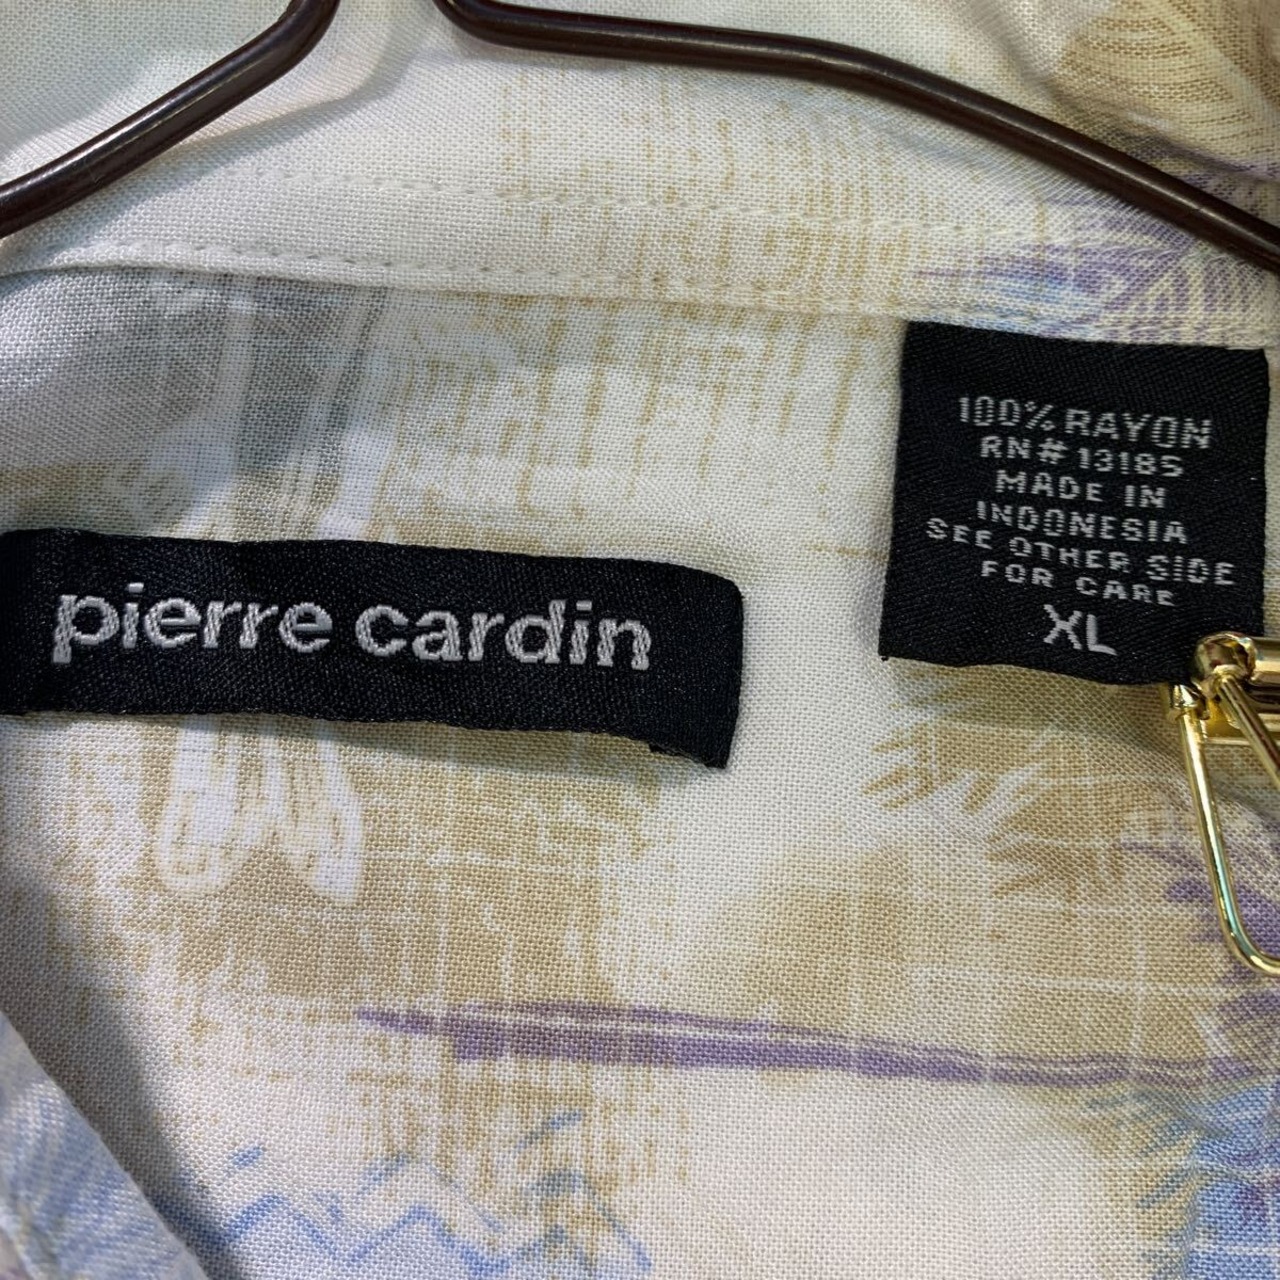 pierre cardin
100% RAYON
RN# 13185
MADE IN
INDONESIA
SEE OTHER SIDE
FOR CARE
XL